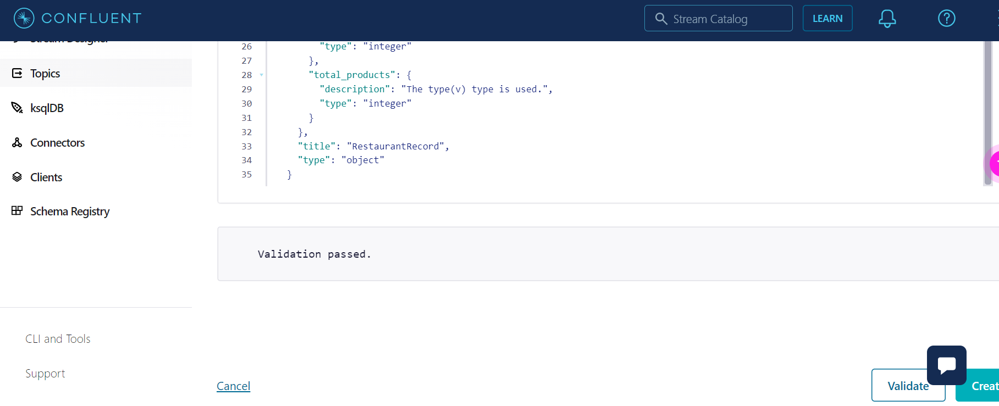 CONFLUENT
Stream Catalog
LEARN
Stream Designer
Topics
ksqlDB
Connectors
Clients
Schema Registry
CLI and Tools
Support
26 "type": "integer"
27 },
28 "total_products": {
29 "description": "The type(v) type is used.",
30 "type": "integer"
31 }
32 },
33 "title": "RestaurantRecord",
34 "type": "object"
35 }
Validation passed.
Cancel
Validate
Creat